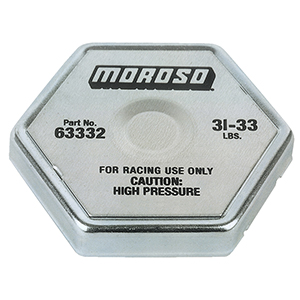 MOROSO
Part No.
63332
31-33
LBS.
FOR RACING USE ONLY
CAUTION:
HIGH PRESSURE